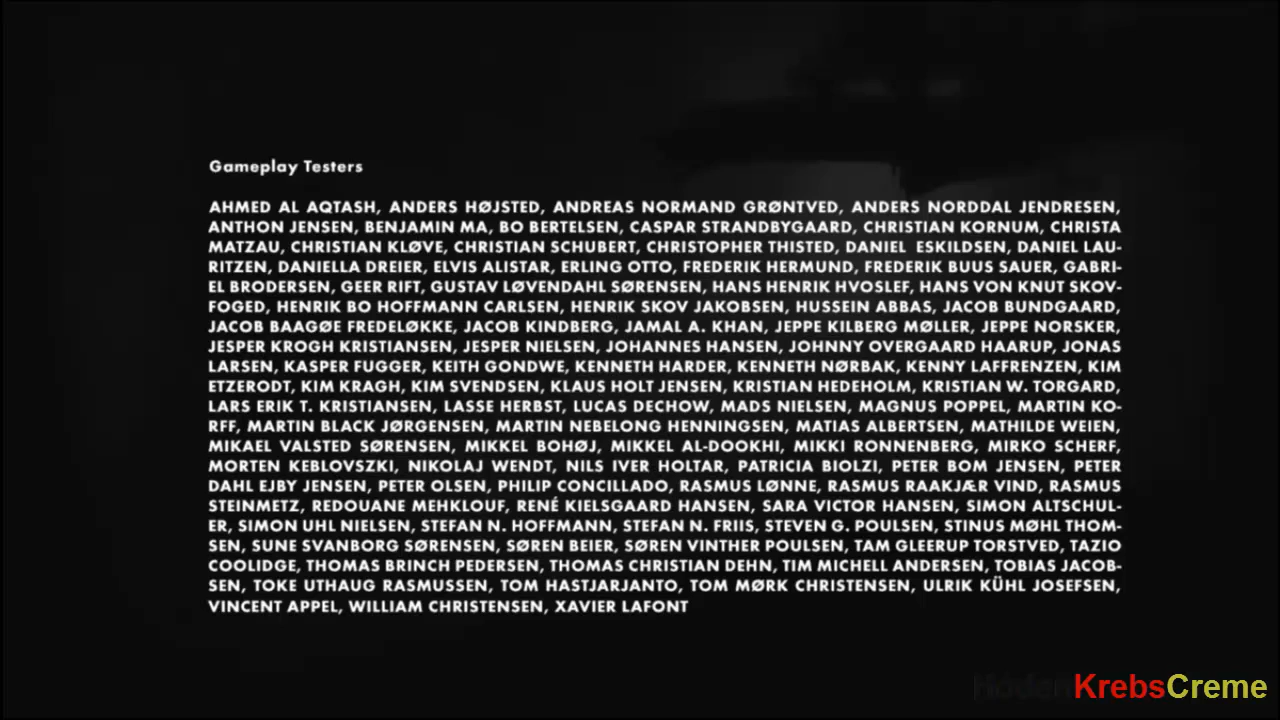 Gameplay Testers
AHMED AL AQTASH, ANDERS HØJSTED, ANDREAS NORMAND GRØNTVED, ANDERS NORDDAL JENDRESEN,
ANTHON JENSEN, BENJAMIN MA, BO BERTELSEN, CASPAR STRANDBYGAARD, CHRISTIAN KORNUM, CHRISTA
MATZAU, CHRISTIAN KLØVE, CHRISTIAN SCHUBERT, CHRISTOPHER THISTED, DANIEL ESKILDSEN, DANIEL LAU-
RITZEN, DANIELLA DREIER, ELVIS ALISTAR, ERLING OTTO, FREDERIK HERMUND, FREDERIK BUUS SAUER, GABRI-
EL BRODERSEN, GEER RIFT, GUSTAV LØVENDAHL SØRENSEN, HANS HENRIK HVOSLEF, HANS VON KNUT SKOV-
FOGED, HENRIK BO HOFFMANN CARLSEN, HENRIK SKOV JAKOBSEN, HUSSEIN ABBAS, JACOB BUNDGAARD,
JACOB BAAGØE FREDELØKKE, JACOB KINDBERG, JAMAL A. KHAN, JEPPE KILBERG MØLLER, JEPPE NORSKER,
JESPER KROGH KRISTIANSEN, JESPER NIELSEN, JOHANNES HANSEN, JOHNNY OVERGAARD HAARUP, JONAS
LARSEN, KASPER FUGGER, KEITH GONDWE, KENNETH HARDER, KENNETH NØRBAK, KENNY LAFFRENZEN, KIM
ETZERODT, KIM KRAGH, KIM SVENDSEN, KLAUS HOLT JENSEN, KRISTIAN HEDEHOLM, KRISTIAN W. TORGARD,
LARS ERIK T. KRISTIANSEN, LASSE HERBST, LUCAS DECHOW, MADS NIELSEN, MAGNUS POPPEL, MARTIN KO-
RFF, MARTIN BLACK JØRGENSEN, MARTIN NEBELONG HENNINGSEN, MATIAS ALBERTSEN, MATHILDE WEIEN,
MIKAEL VALSTED SØRENSEN, MIKKEL BOHØJ, MIKKEL AL-DOOKHI, MIKKI RONNENBERG, MIRKO SCHERF,
MORTEN KEBLOVSZKI, NIKOLAJ WENDT, NILS IVER HOLTAR, PATRICIA BIOLZI, PETER BOM JENSEN, PETER
DAHL EJBY JENSEN, PETER OLSEN, PHILIP CONCILLADO, RASMUS LØNNE, RASMUS RAAKJÆR VIND, RASMUS
STEINMETZ, REDOUANE MEHKLOUF, RENÉ KIELSGAARD HANSEN, SARA VICTOR HANSEN, SIMON ALTSCHUL-
ER, SIMON UHL NIELSEN, STEFAN N. HOFFMANN, STEFAN N. FRIIS, STEVEN G. POULSEN, STINUS MØHL THOM-
SEN, SUNE SVANBORG SØRENSEN, SØREN BEIER, SØREN VINTHER POULSEN, TAM GLEERUP TORSTVED, TAZIO
COOLIDGE, THOMAS BRINCH PEDERSEN, THOMAS CHRISTIAN DEHN, TIM MICHELL ANDERSEN, TOBIAS JACOB-
SEN, TOKE UTHAUG RASMUSSEN, TOM HASTJARJANTO, TOM MØRK CHRISTENSEN, ULRIK KÜHL JOSEFSEN,
VINCENT APPEL, WILLIAM CHRISTENSEN, XAVIER LAFONT
HodenKrebsCreme